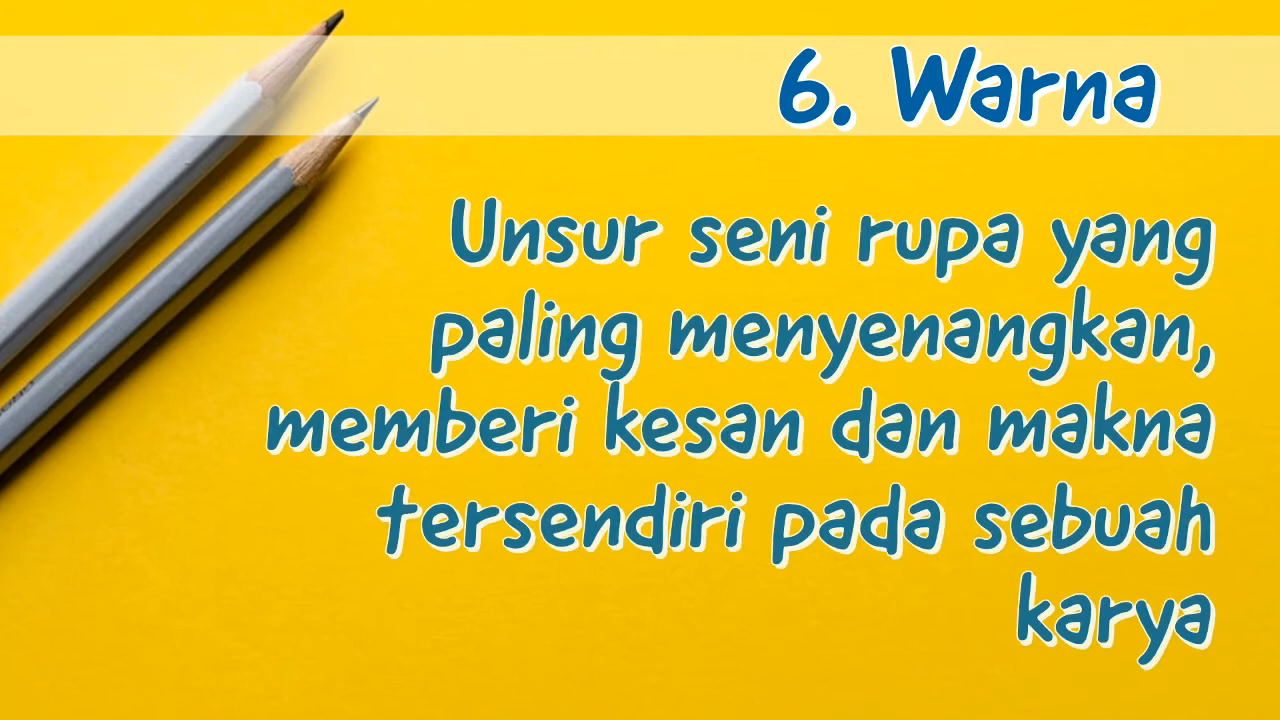 6. Warna
Unsur seni rupa yang
paling menyenangkan,
memberi kesan dan makna
tersendiri pada sebuah
karya